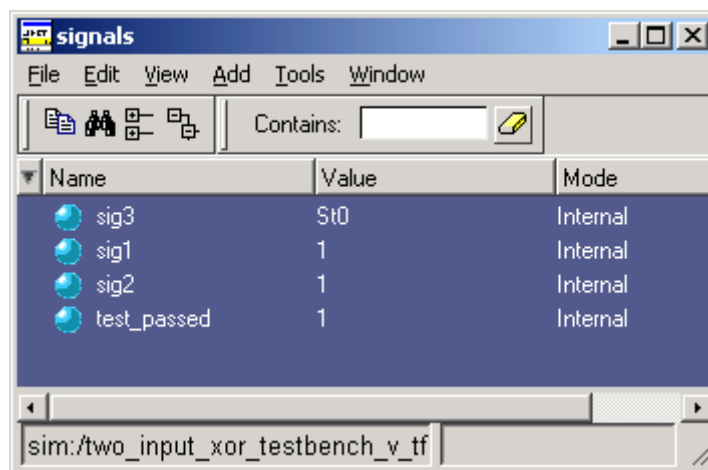 signals
File Edit View Add Tools Window
Contains:
Name Value Mode
sig3 St0 Internal
sig1 1 Internal
sig2 1 Internal
test_passed 1 Internal
sim:/two_input_xor_testbench_v_tf